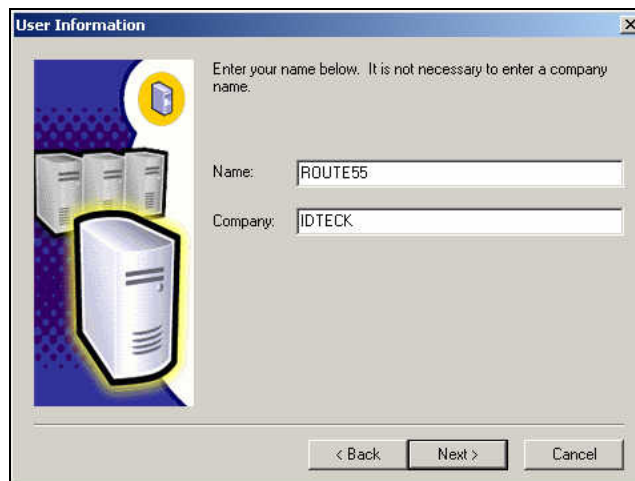 User Information
Enter your name below. It is not necessary to enter a company
name.
Name: ROUTE55
Company: IDTECK
< Back Next > Cancel